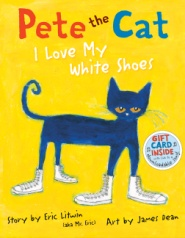 Pete the Cat
I Love My
White Shoes
GIFT
CARD
INSIDE
Story by Eric Litwin
(aka Mr. Eric)
Art by James Dean